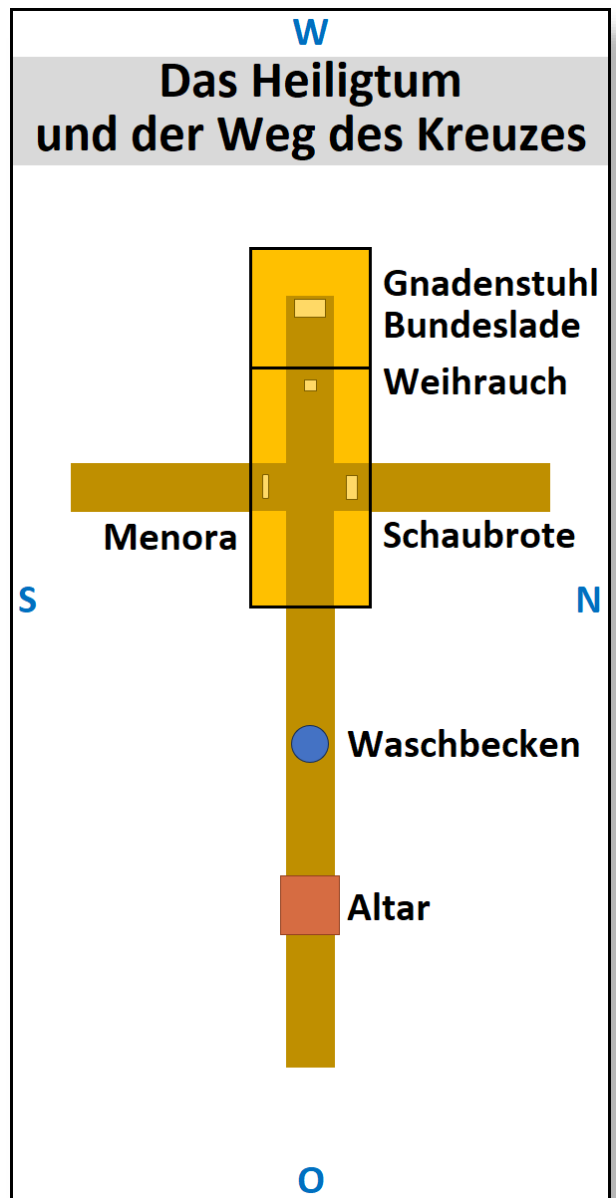 W
Das Heiligtum
und der Weg des Kreuzes
Gnadenstuhl
Bundeslade
Weihrauch
Menora
Schaubrote
S
N
Waschbecken
Altar
O